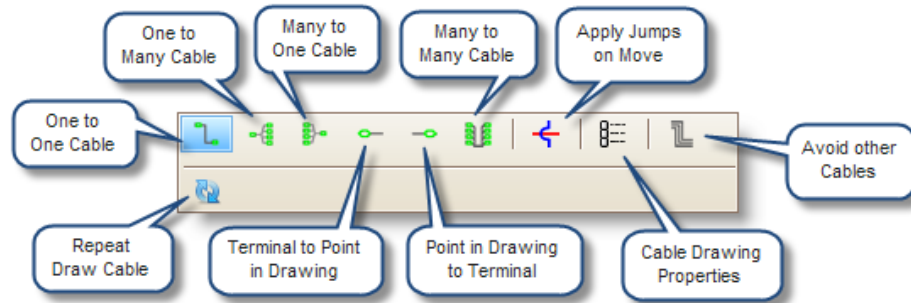 One to
Many Cable
Many to
One Cable
Many to
Many Cable
Apply Jumps
on Move
One to
One Cable
Avoid other
Cables
Repeat
Draw Cable
Terminal to Point
in Drawing
Point in Drawing
to Terminal
Cable Drawing
Properties